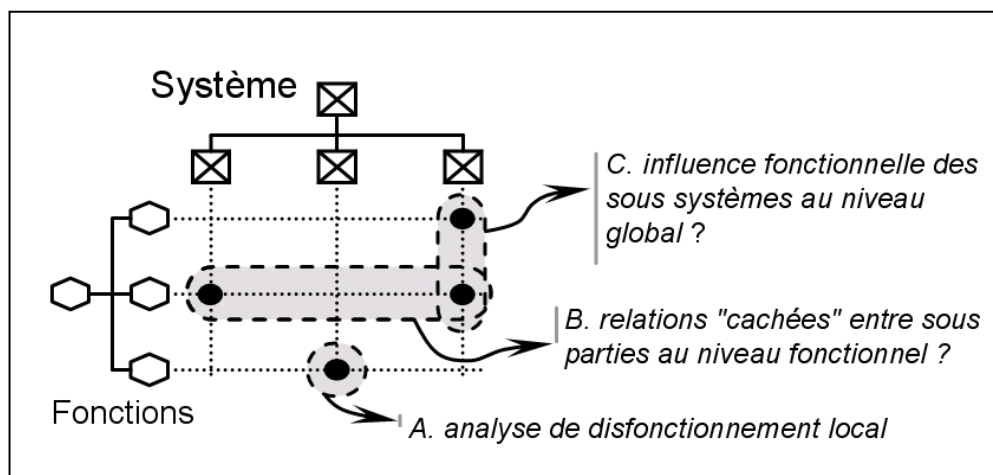 Système
C. influence fonctionnelle des
sous systèmes au niveau
global ?
B. relations "cachées" entre sous
parties au niveau fonctionnel ?
Fonctions
A. analyse de disfonctionnement local